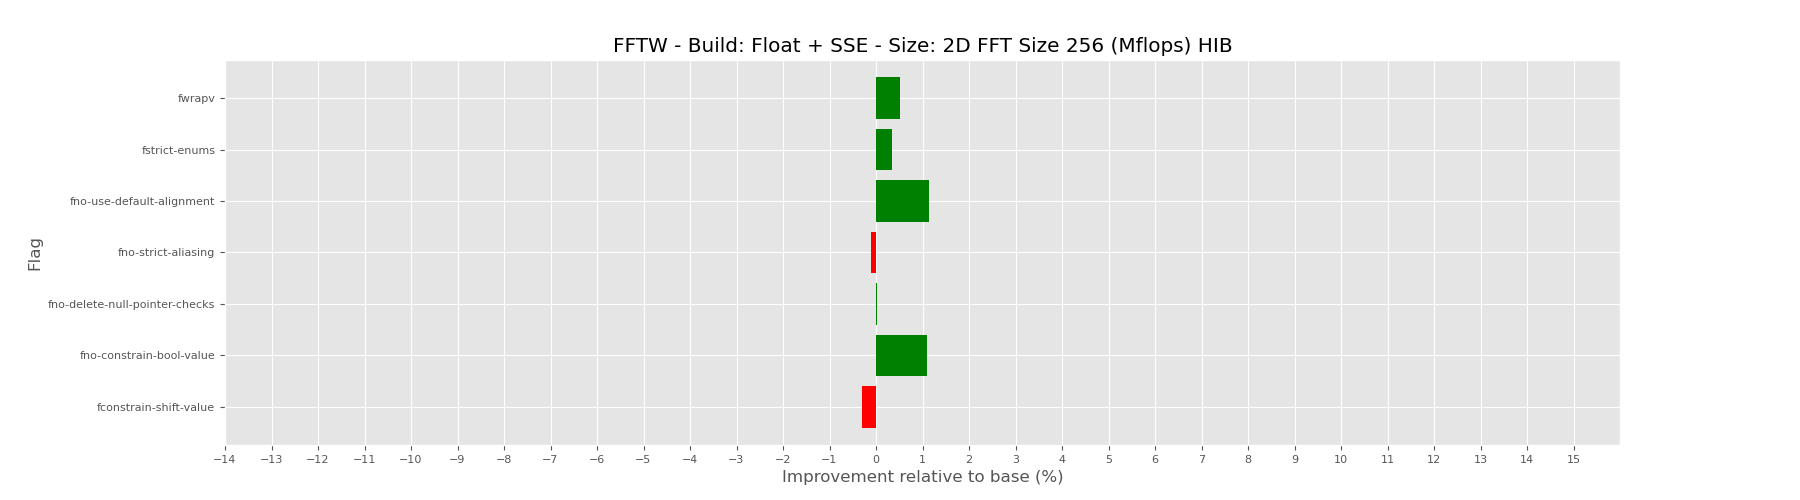 FFTW - Build: Float + SSE - Size: 2D FFT Size 256 (Mflops) HIB
fwrapv
fstrict-enums
fno-use-default-alignment
fno-strict-aliasing
fno-delete-null-pointer-checks
fno-constrain-bool-value
fconstrain-shift-value
Flag
−14 −13 −12 −11 −10 −9 −8 −7 −6 −5 −4 −3 −2 −1 0 1 2 3 4 5 6 7 8 9 10 11 12 13 14 15
Improvement relative to base (%)